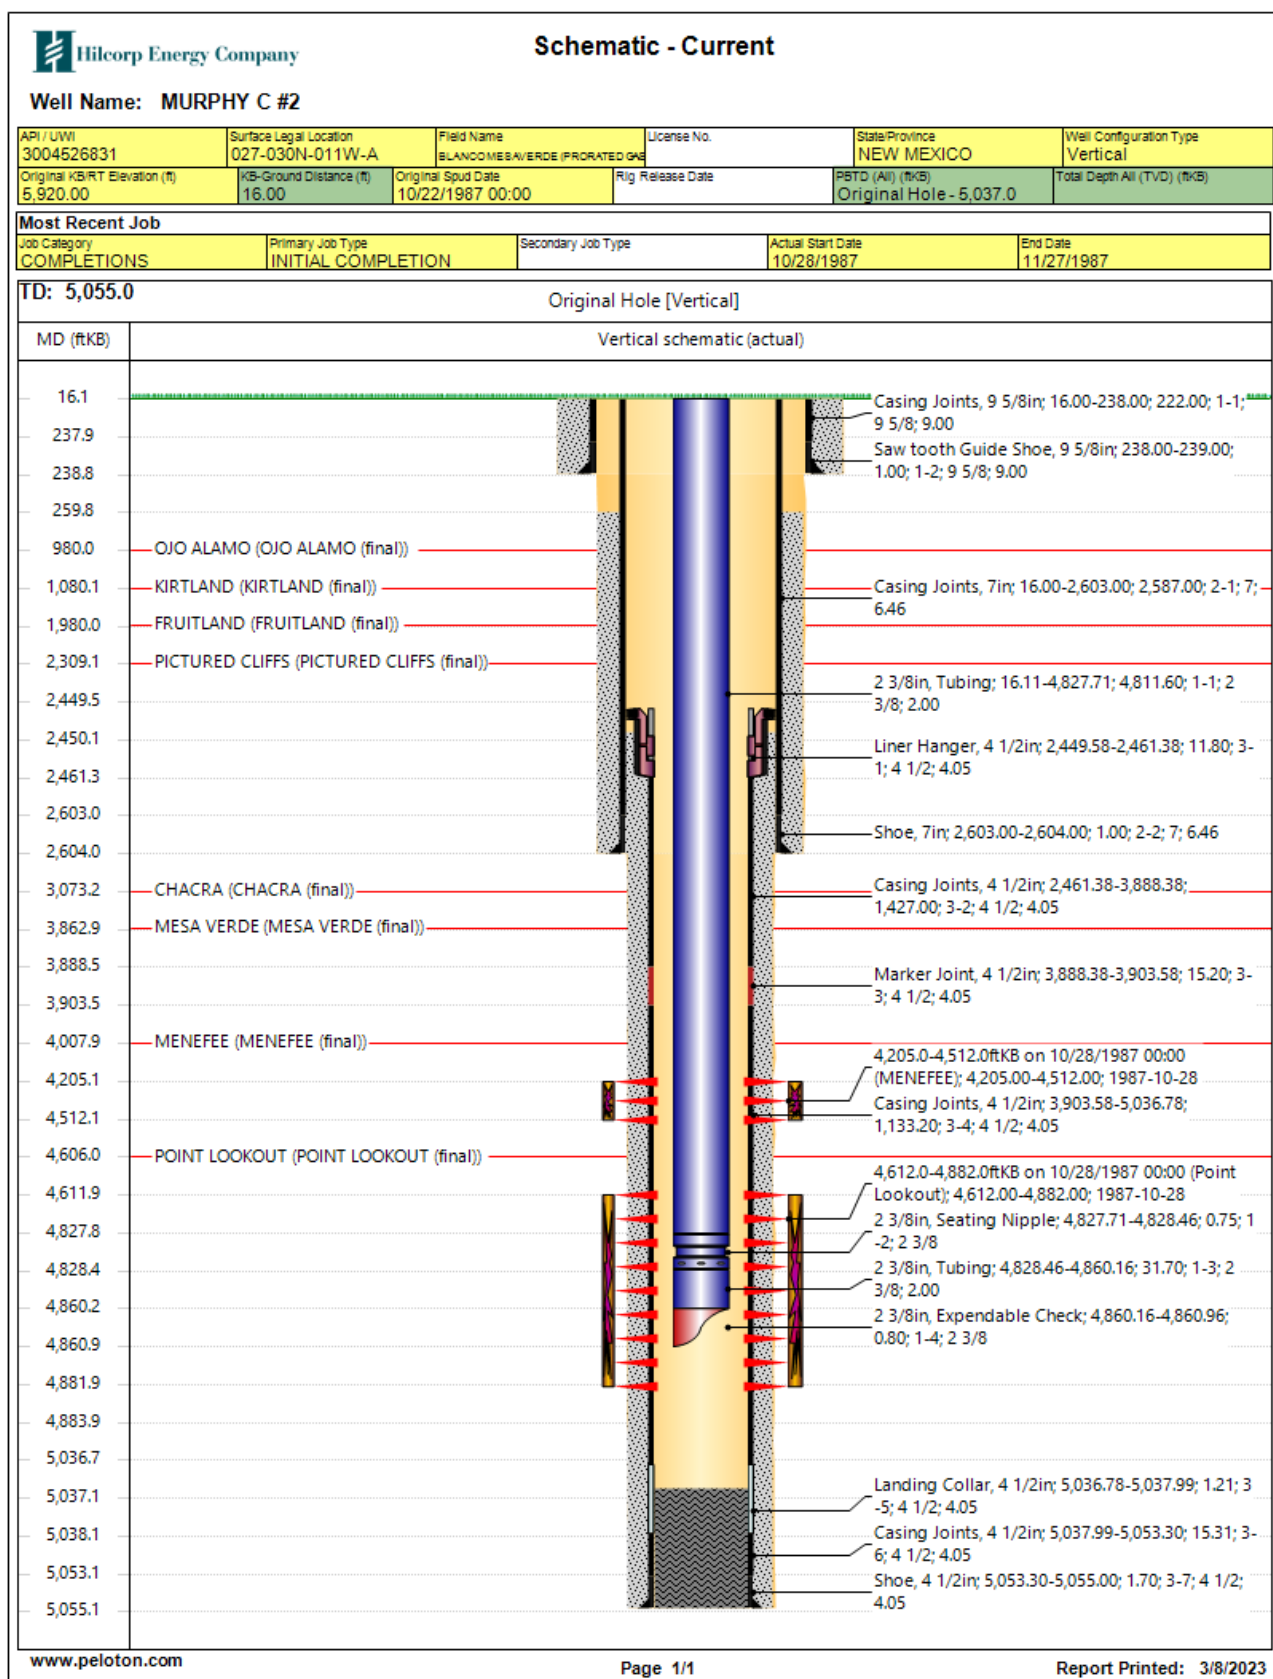 Hilcorp Energy Company
Schematic - Current
Well Name: MURPHY C #2
API / UWI
3004526831
Surface Legal Location
027-030N-011W-A
Field Name
BLANCO MESAVERDE (PRORATED GAS
License No.
State/Province
NEW MEXICO
Well Configuration Type
Vertical
Original KB/RT Elevation (ft)
5,920.00
KB-Ground Distance (ft)
16.00
Original Spud Date
10/22/1987 00:00
Rig Release Date
PBTD (All) (ftKB)
Original Hole - 5,037.0
Total Depth All (TVD) (ftKB)
Most Recent Job
Job Category
COMPLETIONS
Primary Job Type
INITIAL COMPLETION
Secondary Job Type
Actual Start Date
10/28/1987
End Date
11/27/1987
TD: 5,055.0
Original Hole [Vertical]
MD (ftKB)
Vertical schematic (actual)
16.1
237.9
238.8
259.8
980.0
1,080.1
1,980.0
2,309.1
2,449.5
2,450.1
2,461.3
2,603.0
2,604.0
3,073.2
3,862.9
3,888.5
3,903.5
4,007.9
4,205.1
4,512.1
4,606.0
4,611.9
4,827.8
4,828.4
4,860.2
4,860.9
4,881.9
4,883.9
5,036.7
5,037.1
5,038.1
5,053.1
5,055.1
OJO ALAMO (OJO ALAMO (final))
KIRTLAND (KIRTLAND (final))
FRUITLAND (FRUITLAND (final))
PICTURED CLIFFS (PICTURED CLIFFS (final))
CHACRA (CHACRA (final))
MESA VERDE (MESA VERDE (final))
MENEFEE (MENEFEE (final))
POINT LOOKOUT (POINT LOOKOUT (final))
Casing Joints, 9 5/8in; 16.00-238.00; 222.00; 1-1;
9 5/8; 9.00
Saw tooth Guide Shoe, 9 5/8in; 238.00-239.00;
1.00; 1-2; 9 5/8; 9.00
Casing Joints, 7in; 16.00-2,603.00; 2,587.00; 2-1; 7;
6.46
2 3/8in, Tubing; 16.11-4,827.71; 4,811.60; 1-1; 2
3/8; 2.00
Liner Hanger, 4 1/2in; 2,449.58-2,461.38; 11.80; 3-
1; 4 1/2; 4.05
Shoe, 7in; 2,603.00-2,604.00; 1.00; 2-2; 7; 6.46
Casing Joints, 4 1/2in; 2,461.38-3,888.38;
1,427.00; 3-2; 4 1/2; 4.05
Marker Joint, 4 1/2in; 3,888.38-3,903.58; 15.20; 3-
3; 4 1/2; 4.05
4,205.0-4,512.0ftKB on 10/28/1987 00:00
(MENEFEE); 4,205.00-4,512.00; 1987-10-28
Casing Joints, 4 1/2in; 3,903.58-5,036.78;
1,133.20; 3-4; 4 1/2; 4.05
4,612.0-4,882.0ftKB on 10/28/1987 00:00 (Point
Lookout); 4,612.00-4,882.00; 1987-10-28
2 3/8in, Seating Nipple; 4,827.71-4,828.46; 0.75; 1
-2; 2 3/8
2 3/8in, Tubing; 4,828.46-4,860.16; 31.70; 1-3; 2
3/8; 2.00
2 3/8in, Expendable Check; 4,860.16-4,860.96;
0.80; 1-4; 2 3/8
Landing Collar, 4 1/2in; 5,036.78-5,037.99; 1.21; 3
-5; 4 1/2; 4.05
Casing Joints, 4 1/2in; 5,037.99-5,053.30; 15.31; 3-
6; 4 1/2; 4.05
Shoe, 4 1/2in; 5,053.30-5,055.00; 1.70; 3-7; 4 1/2;
4.05
www.peloton.com
Page 1/1
Report Printed: 3/8/2023